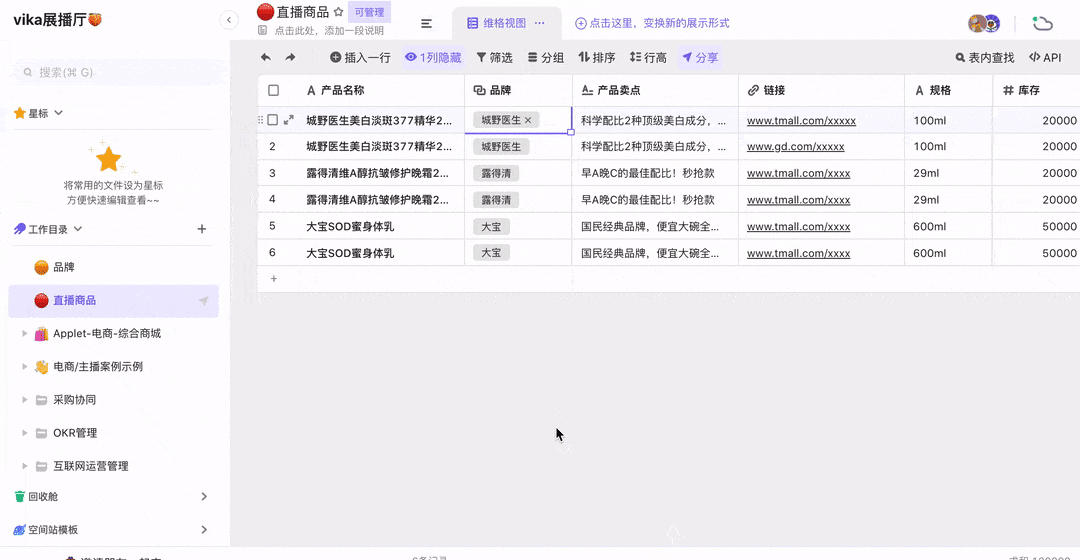 vika展播厅
搜索(⌘ G)
星标
将常用的文件设为星标
方便快速编辑查看~~
工作目录
品牌
直播商品
Applet-电商-综合商城
电商/主播案例示例
采购协同
OKR管理
互联网运营管理
回收舱
空间站模板
直播商品 可管理
点击此处，添加一段说明
维格视图 ···
点击这里，变换新的展示形式
插入一行 1列隐藏 筛选 分组 排序 行高 分享 表内查找 API
产品名称 品牌 产品卖点 链接 规格 库存
城野医生美白淡斑377精华2... 城野医生 × 科学配比2种顶级美白成分，... www.tmall.com/xxxxx 100ml 20000
2 城野医生美白淡斑377精华2... 城野医生 科学配比2种顶级美白成分，... www.gd.com/xxxxx 100ml 20000
3 露得清维A醇抗皱修护晚霜2... 露得清 早A晚C的最佳配比！秒抢款 www.tmall.com/xxxx 29ml 20000
4 露得清维A醇抗皱修护晚霜2... 露得清 早A晚C的最佳配比！秒抢款 www.tmall.com/xxxx 29ml 20000
5 大宝SOD蜜身体乳 大宝 国民经典品牌，便宜大碗全... www.tmall.com/xxxx 600ml 50000
6 大宝SOD蜜身体乳 大宝 国民经典品牌，便宜大碗全... www.tmall.com/xxxx 600ml 50000
+